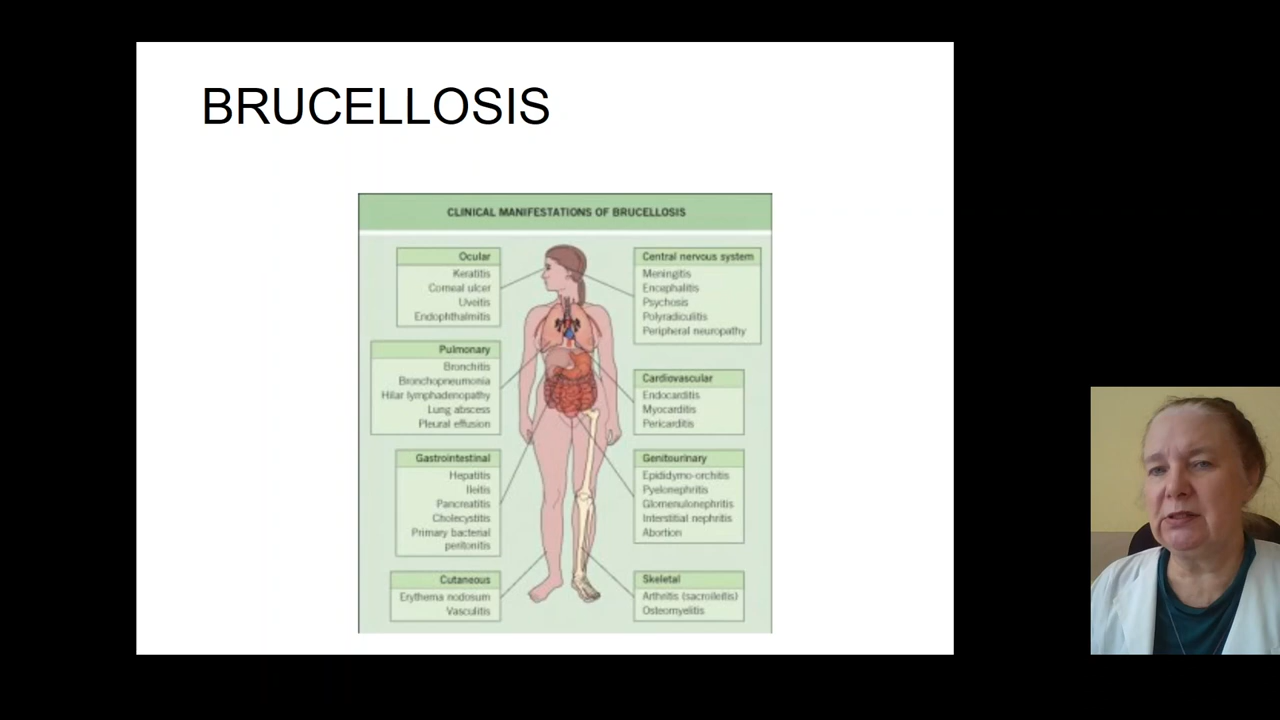 BRUCELLOSIS
CLINICAL MANIFESTATIONS OF BRUCELLOSIS
Ocular
Keratitis
Corneal ulcer
Uveitis
Endophthalmitis
Pulmonary
Bronchitis
Bronchopneumonia
Hilar lymphadenopathy
Lung abscess
Pleural effusion
Gastrointestinal
Hepatitis
Ileitis
Pancreatitis
Cholecystitis
Primary bacterial
peritonitis
Cutaneous
Erythema nodosum
Vasculitis
Central nervous system
Meningitis
Encephalitis
Psychosis
Polyradiculitis
Peripheral neuropathy
Cardiovascular
Endocarditis
Myocarditis
Pericarditis
Genitourinary
Epididymo-orchitis
Pyelonephritis
Glomerulonephritis
Interstitial nephritis
Abortion
Skeletal
Arthritis (sacroileitis)
Osteomyelitis